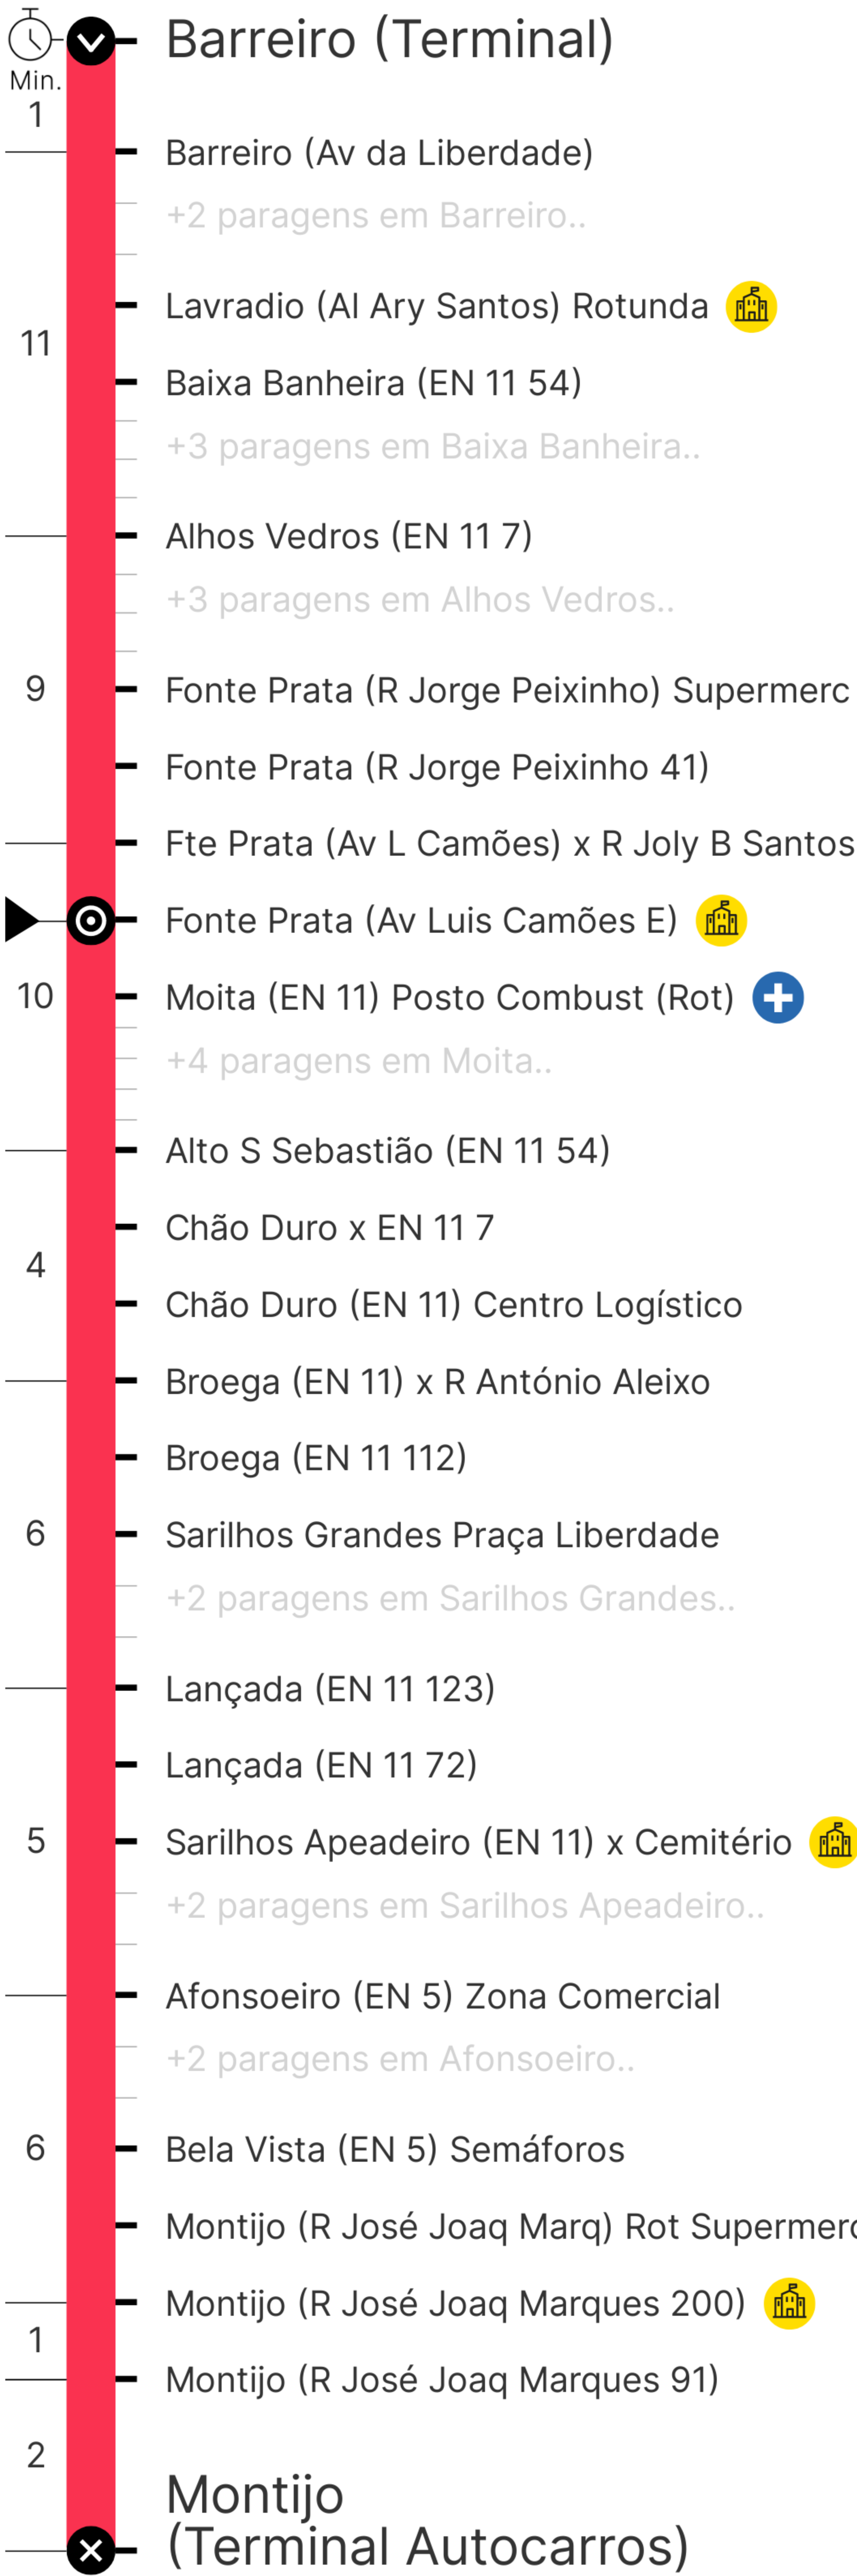 Barreiro (Terminal)
Min.
1
Barreiro (Av da Liberdade)
+2 paragens em Barreiro..
Lavradio (Al Ary Santos) Rotunda
11
Baixa Banheira (EN 11 54)
+3 paragens em Baixa Banheira..
Alhos Vedros (EN 11 7)
+3 paragens em Alhos Vedros..
9
Fonte Prata (R Jorge Peixinho) Supermerc
Fonte Prata (R Jorge Peixinho 41)
Fte Prata (Av L Camões) x R Joly B Santos
Fonte Prata (Av Luis Camões E)
10
Moita (EN 11) Posto Combust (Rot)
+4 paragens em Moita..
Alto S Sebastião (EN 11 54)
Chão Duro x EN 11 7
4
Chão Duro (EN 11) Centro Logístico
Broega (EN 11) x R António Aleixo
Broega (EN 11 112)
6
Sarilhos Grandes Praça Liberdade
+2 paragens em Sarilhos Grandes..
Lançada (EN 11 123)
Lançada (EN 11 72)
5
Sarilhos Apeadeiro (EN 11) x Cemitério
+2 paragens em Sarilhos Apeadeiro..
Afonsoeiro (EN 5) Zona Comercial
+2 paragens em Afonsoeiro..
6
Bela Vista (EN 5) Semáforos
Montijo (R José Joaq Marq) Rot Supermerc
Montijo (R José Joaq Marques 200)
1
Montijo (R José Joaq Marques 91)
2
Montijo
(Terminal Autocarros)